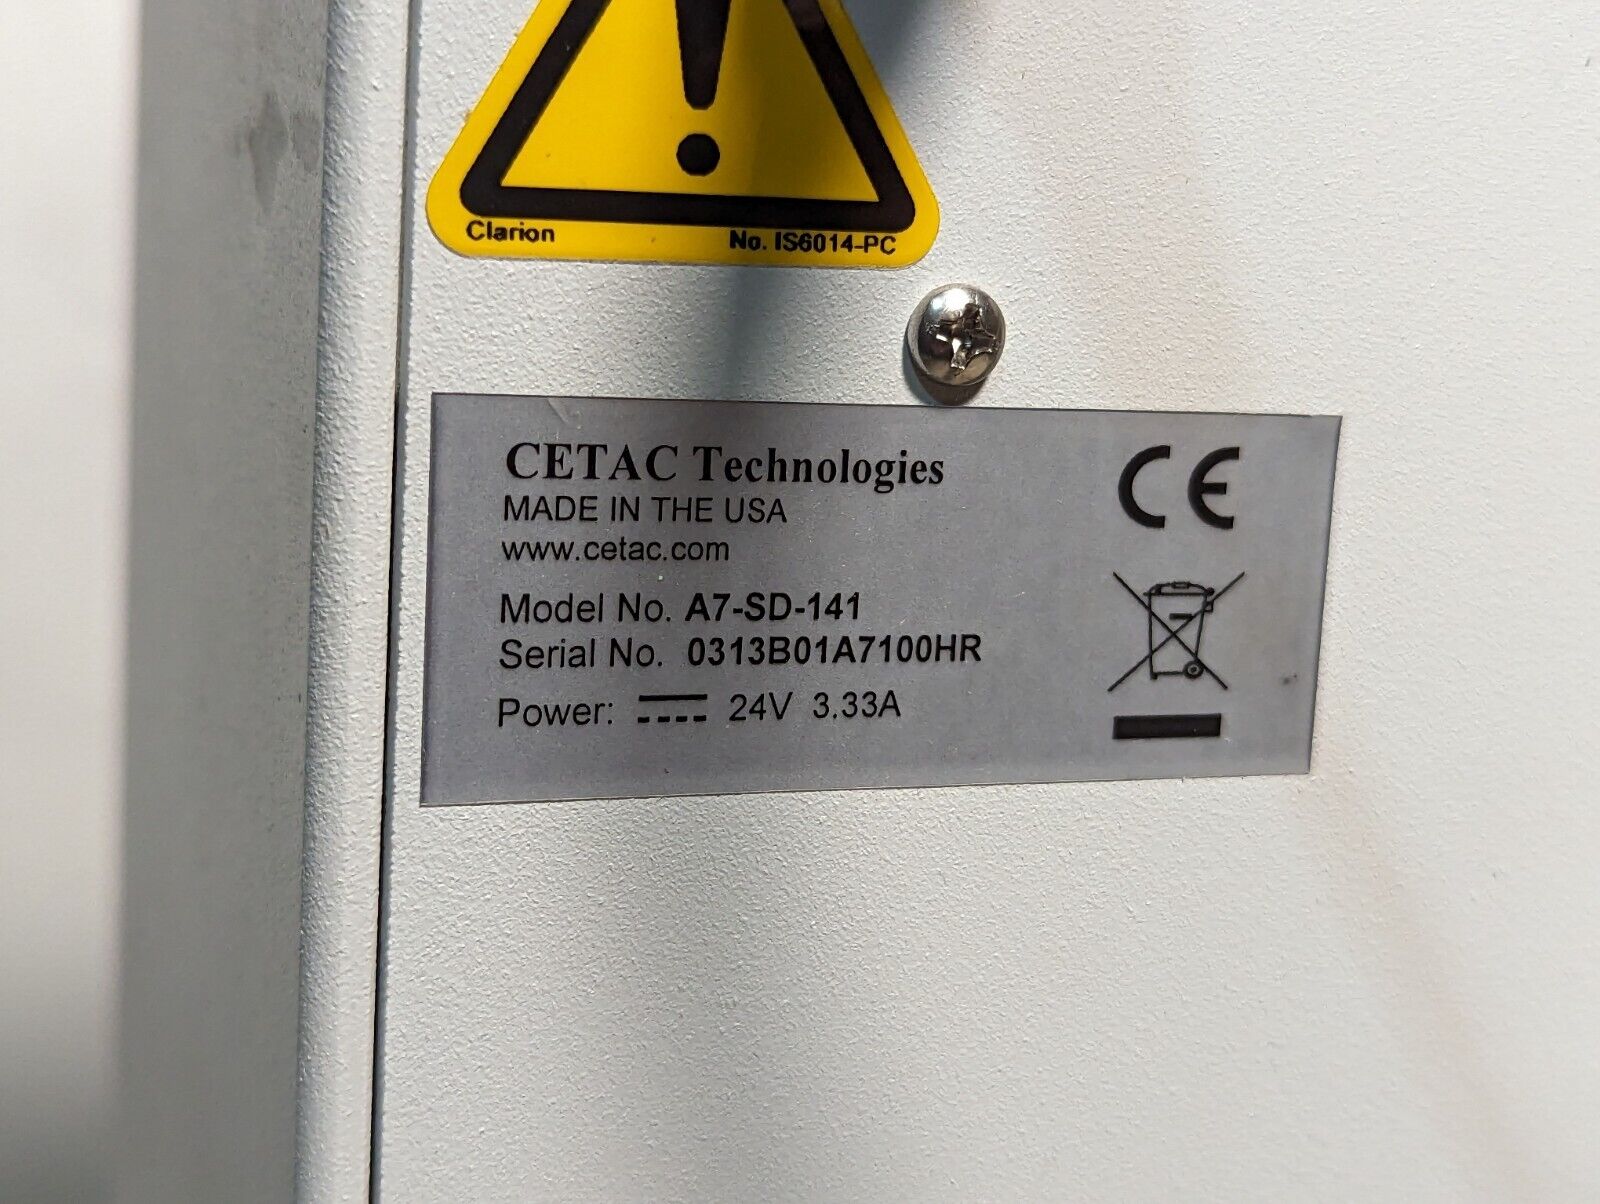 Clarion
No. IS6014-PC
CETAC Technologies
MADE IN THE USA
www.cetac.com
CE
Model No. A7-SD-141
Serial No. 0313B01A7100HR
Power: 24V 3.33A